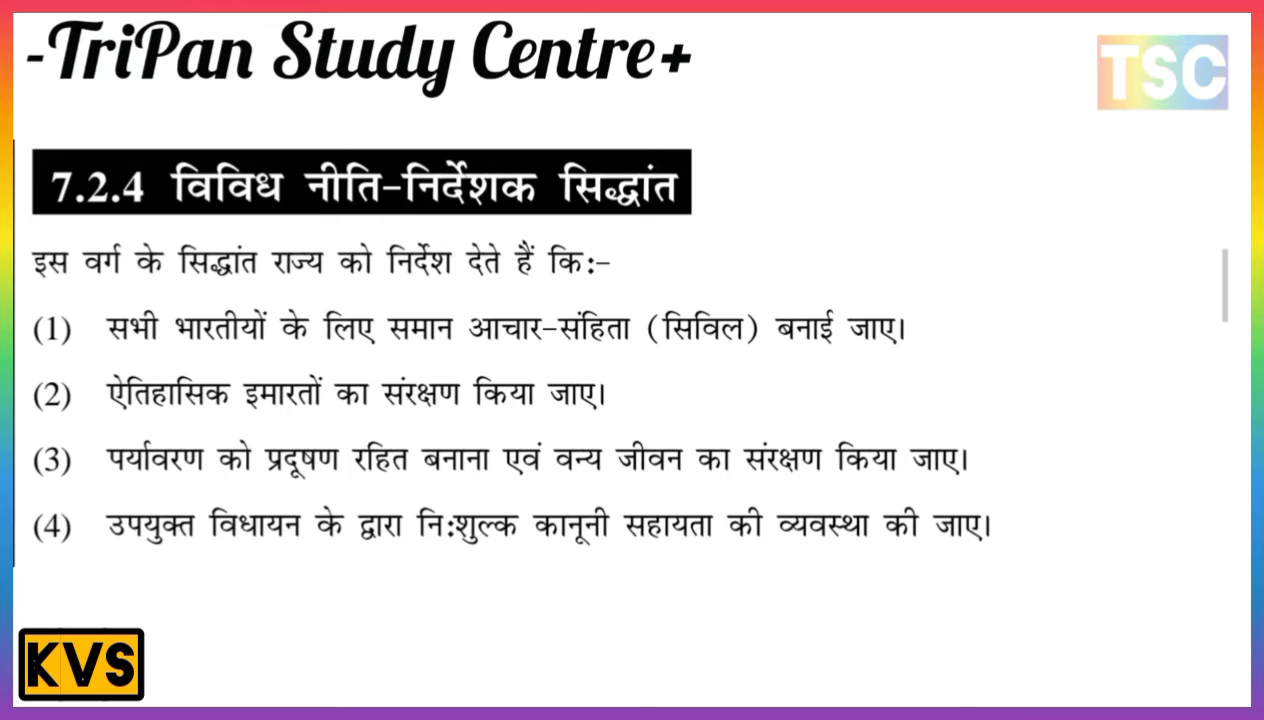 -TriPan Study Centre+
TSC
7.2.4 विविध नीति-निर्देशक सिद्धांत
इस वर्ग के सिद्धांत राज्य को निर्देश देते हैं कि:-
(1) सभी भारतीयों के लिए समान आचार-संहिता (सिविल) बनाई जाए।
(2) ऐतिहासिक इमारतों का संरक्षण किया जाए।
(3) पर्यावरण को प्रदूषण रहित बनाना एवं वन्य जीवन का संरक्षण किया जाए।
(4) उपयुक्त विधायन के द्वारा नि:शुल्क कानूनी सहायता की व्यवस्था की जाए।
KVS